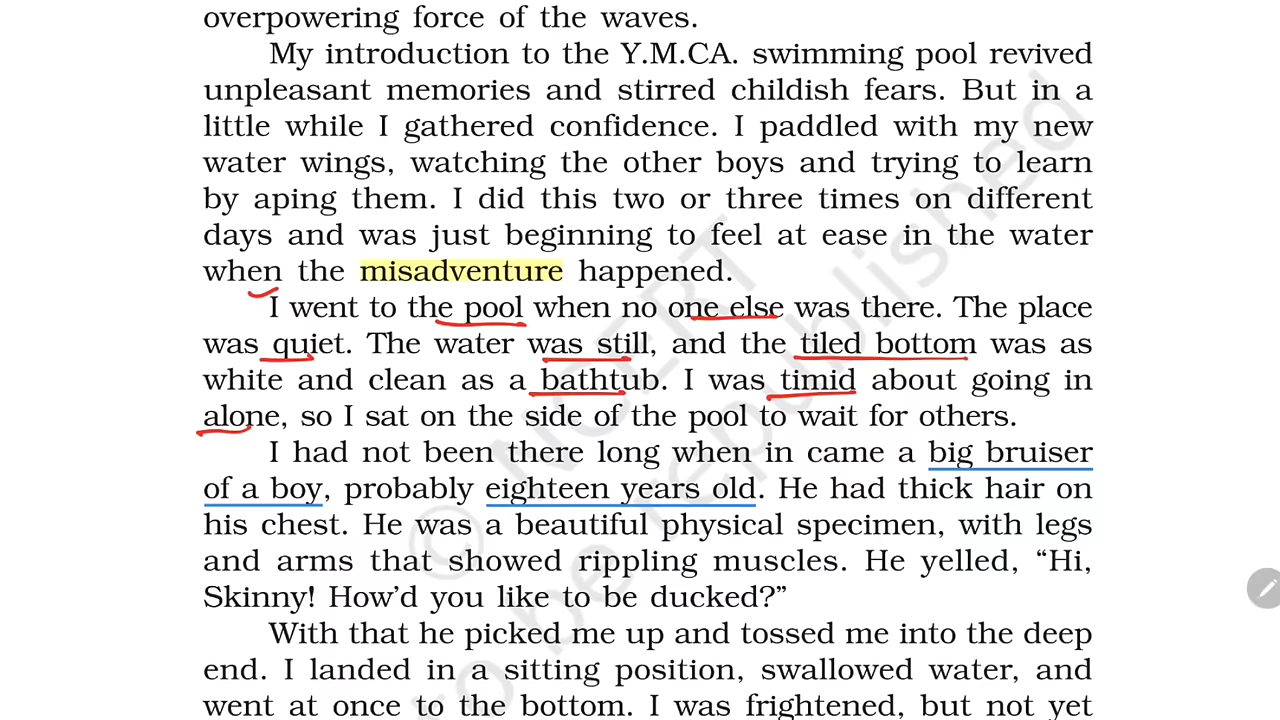 overpowering force of the waves.
My introduction to the Y.M.CA. swimming pool revived
unpleasant memories and stirred childish fears. But in a
little while I gathered confidence. I paddled with my new
water wings, watching the other boys and trying to learn
by aping them. I did this two or three times on different
days and was just beginning to feel at ease in the water
when the misadventure happened.
I went to the pool when no one else was there. The place
was quiet. The water was still, and the tiled bottom was as
white and clean as a bathtub. I was timid about going in
alone, so I sat on the side of the pool to wait for others.
I had not been there long when in came a big bruiser
of a boy, probably eighteen years old. He had thick hair on
his chest. He was a beautiful physical specimen, with legs
and arms that showed rippling muscles. He yelled, “Hi,
Skinny! How’d you like to be ducked?”
With that he picked me up and tossed me into the deep
end. I landed in a sitting position, swallowed water, and
went at once to the bottom. I was frightened, but not yet
© NCERT
to be republished